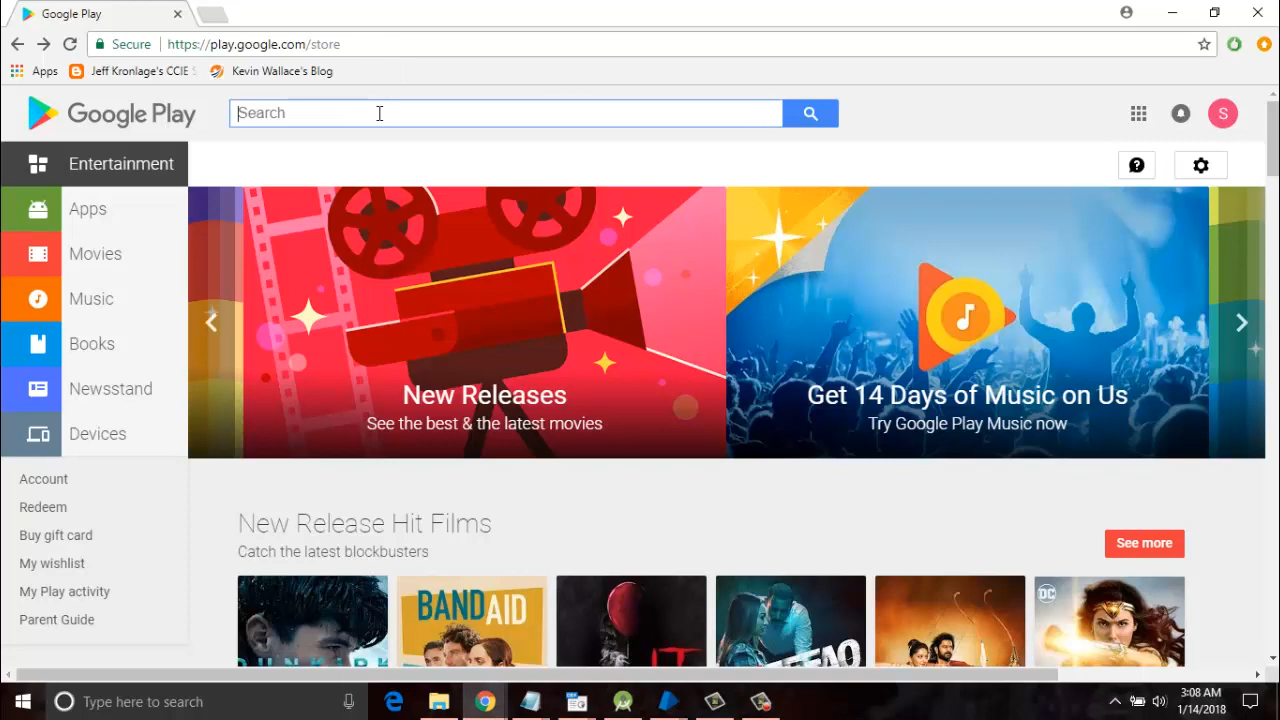 Google Play
Secure
https://play.google.com/store
Apps
Jeff Kronlage's CCIE S
Kevin Wallace's Blog
Google Play
Search
S
Entertainment
Apps
Movies
Music
Books
Newsstand
Devices
Account
Redeem
Buy gift card
My wishlist
My Play activity
Parent Guide
New Releases
See the best & the latest movies
Get 14 Days of Music on Us
Try Google Play Music now
New Release Hit Films
Catch the latest blockbusters
See more
DUNKIRK
BAND AID
IT
DC
Type here to search
3:08 AM
1/14/2018